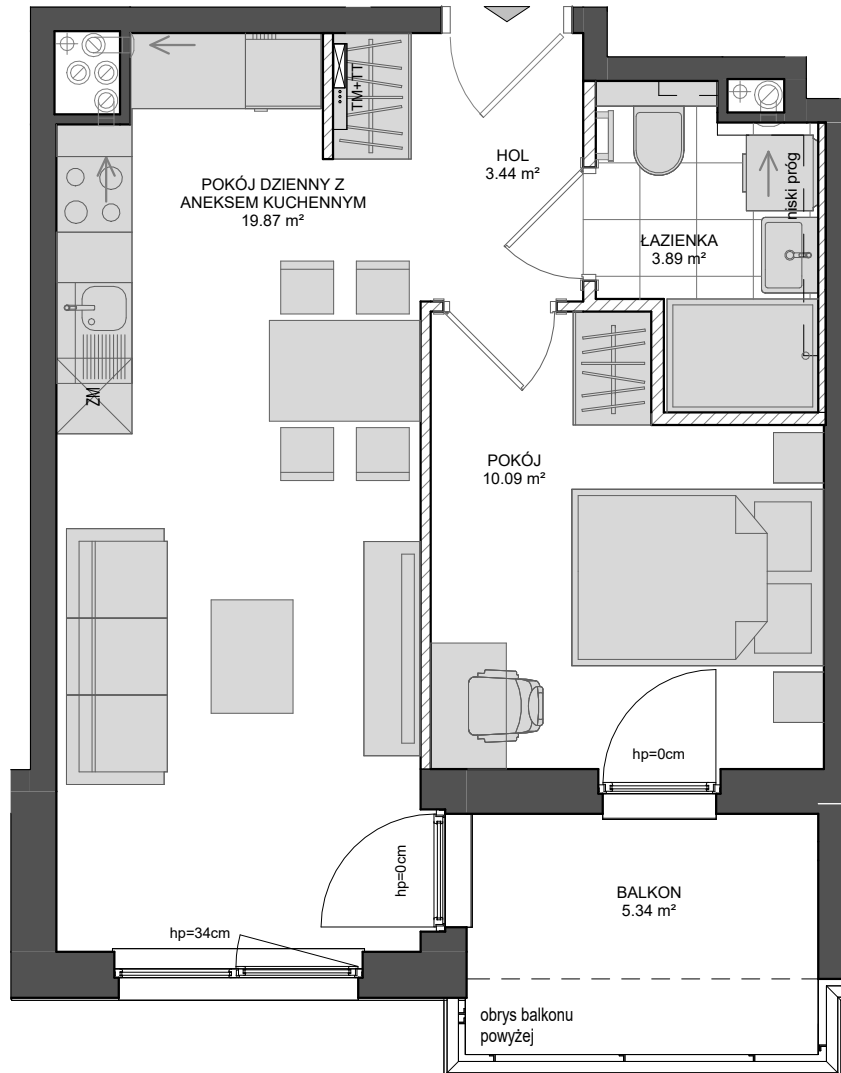 TM+TT
HOL
3.44 m²
POKÓJ DZIENNY Z
ANEKSEM KUCHENNYM
19.87 m²
niski próg
ŁAZIENKA
3.89 m²
ZM
POKÓJ
10.09 m²
hp=0cm
hp=0cm
BALKON
5.34 m²
hp=34cm
obrys balkonu
powyżej